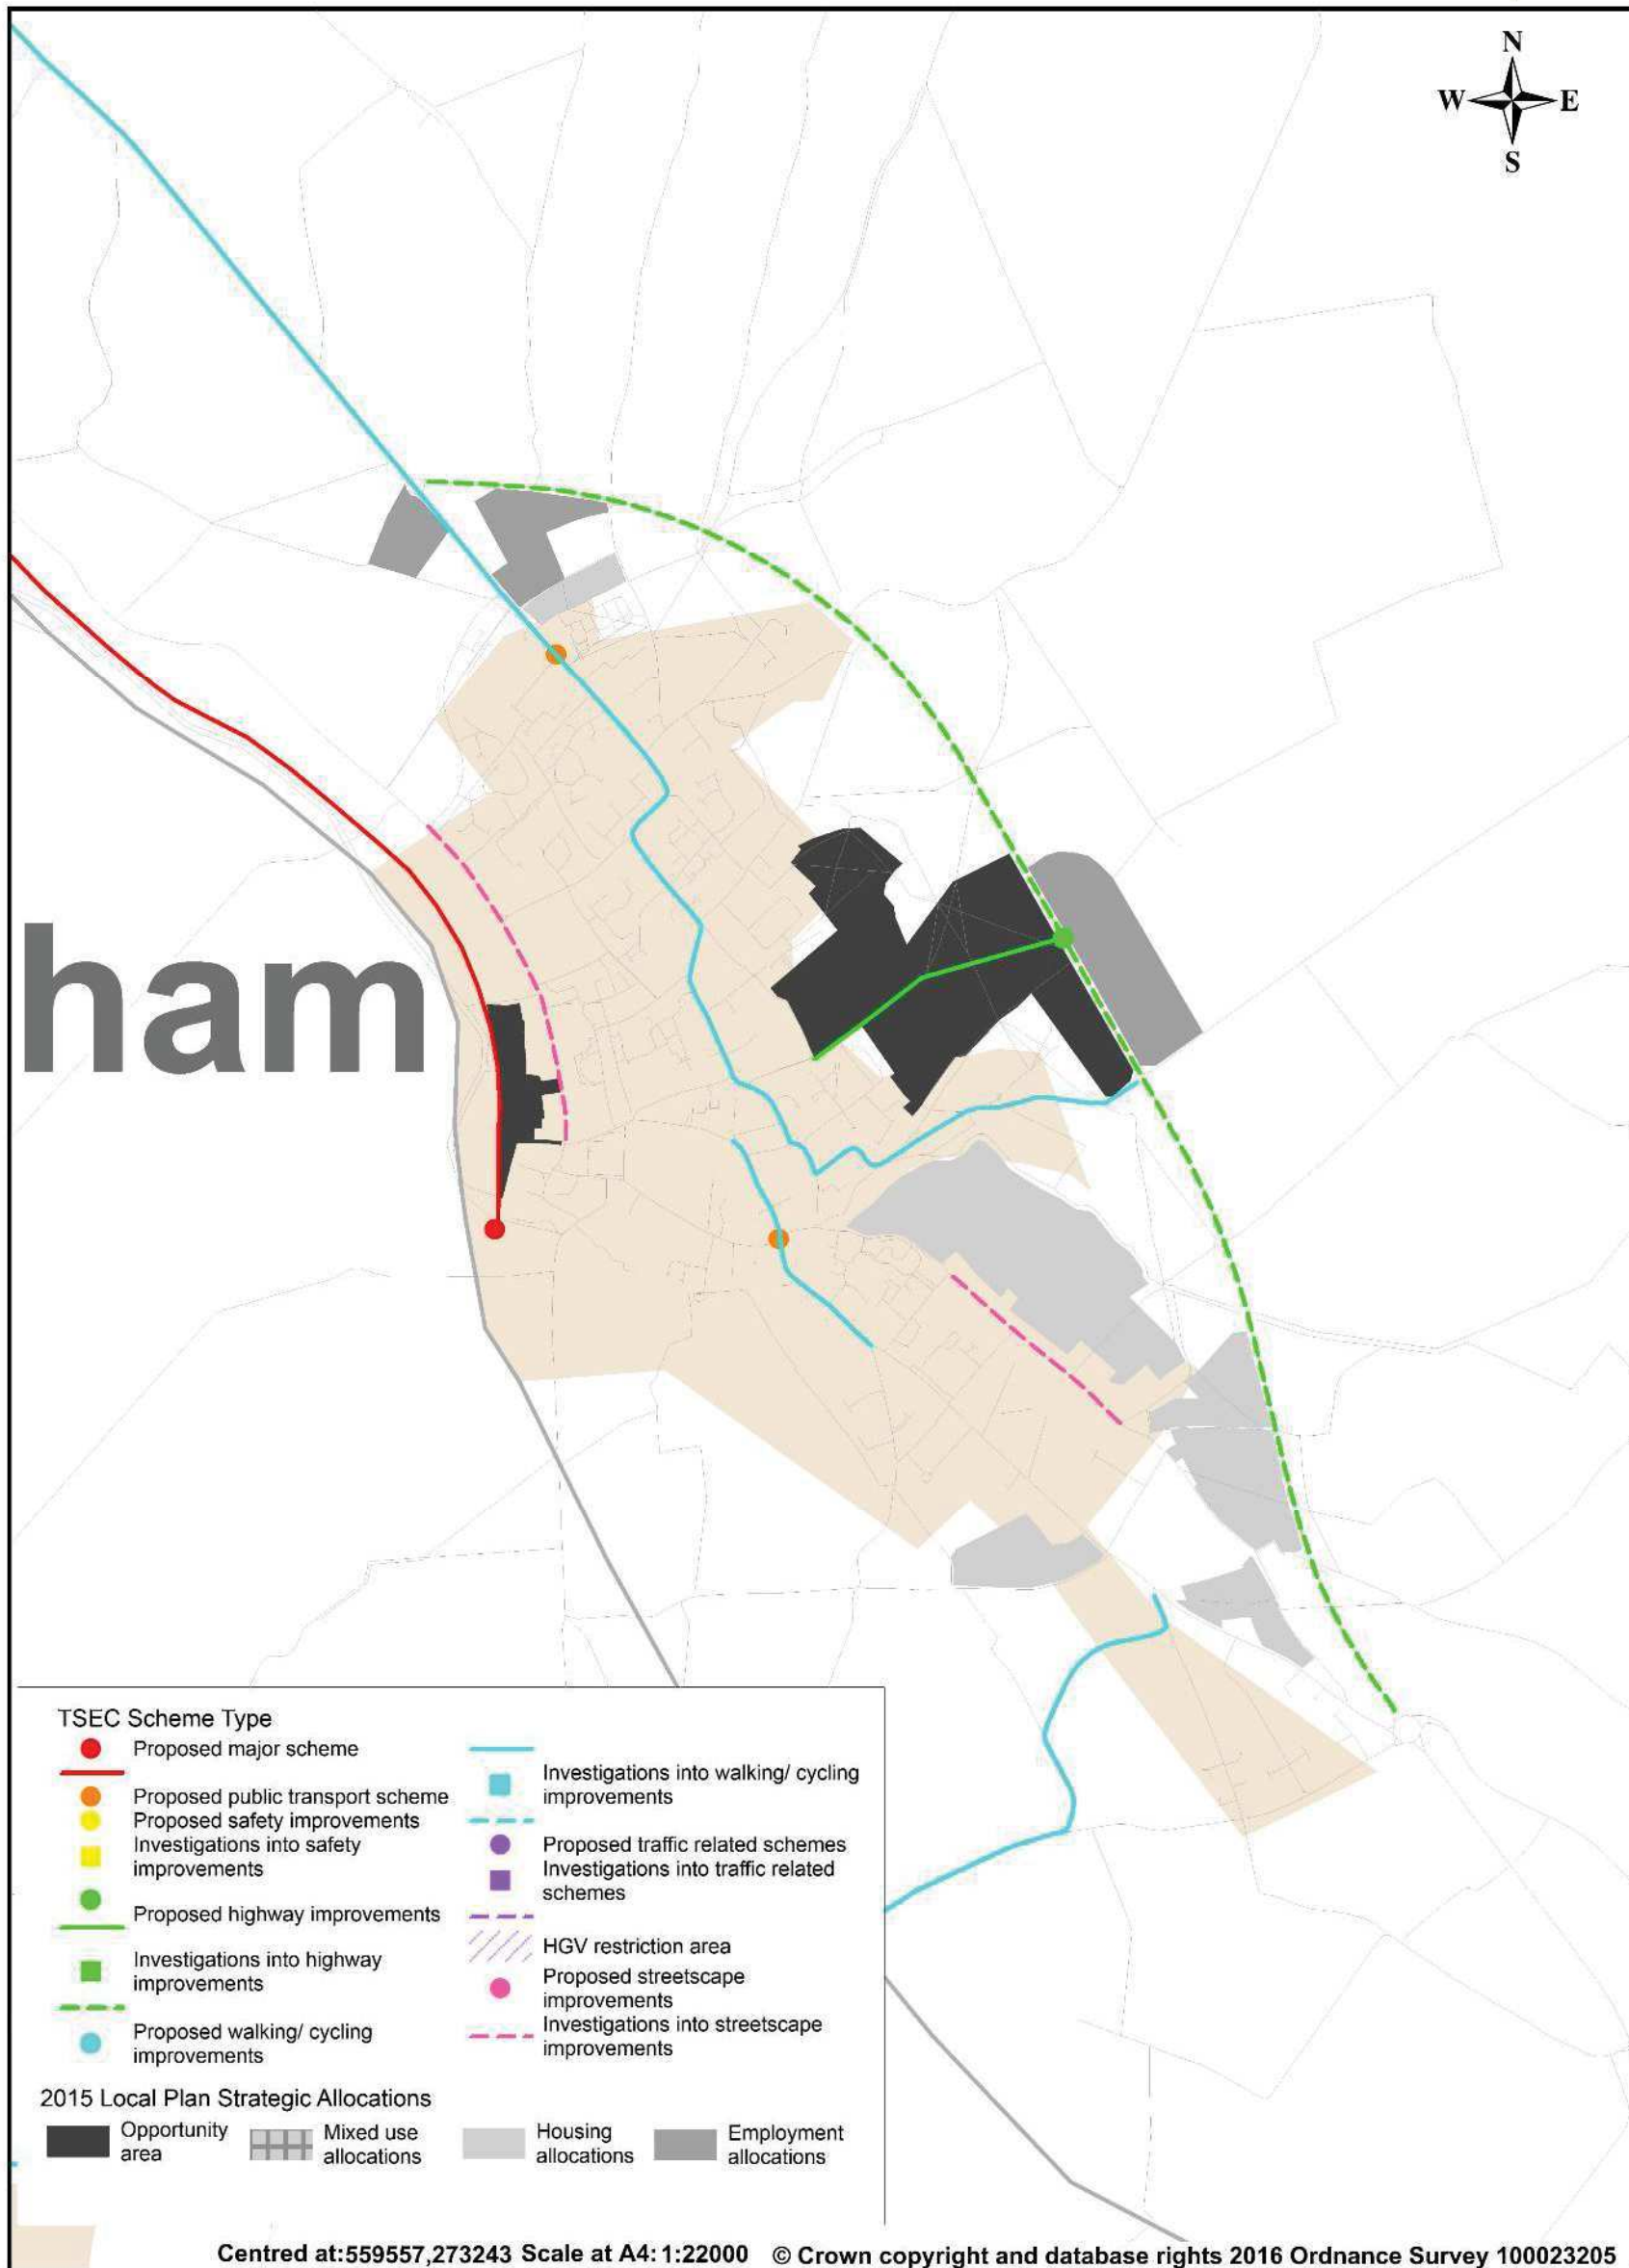 N
W E
S
ham
TSEC Scheme Type
Proposed major scheme
Proposed public transport scheme
Proposed safety improvements
Investigations into safety
improvements
Proposed highway improvements
Investigations into highway
improvements
Proposed walking/ cycling
improvements
Investigations into walking/ cycling
improvements
Proposed traffic related schemes
Investigations into traffic related
schemes
HGV restriction area
Proposed streetscape
improvements
Investigations into streetscape
improvements
2015 Local Plan Strategic Allocations
Opportunity
area
Mixed use
allocations
Housing
allocations
Employment
allocations
Centred at:559557,273243 Scale at A4: 1:22000 © Crown copyright and database rights 2016 Ordnance Survey 100023205